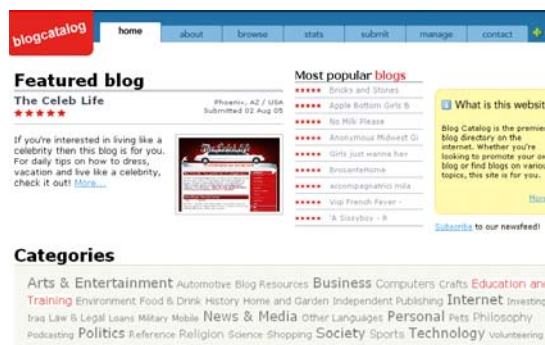 blogcatalog
home about browse stats submit manage contact
Featured blog
The Celeb Life
Phoenix, AZ / USA
Submitted 02 Aug 05
If you're interested in living like a
celebrity then this blog is for you.
For daily tips on how to dress,
vacation and live like a celebrity,
check it out! More...
Most popular blogs
Bricks and Stones
Apple Bottom Girls B
No Milk Please
Anonymous Midwest Gi
Girls just wanna hav
BrosanteHome
accompagnatrici mila
Vigi French Fever -
'A Sissyboy - R
What is this websit
Blog Catalog is the premie
blog directory on the
internet. Whether you're
looking to promote your o
blog or find blogs on variou
topics, this site is for you.
More
Subscribe to our newsfeed!
Categories
Arts & Entertainment Automotive Blog Resources Business Computers Crafts Education and
Training Environment Food & Drink History Home and Garden Independent Publishing Internet Investing
Iraq Law & Legal Loans Military Mobile News & Media Other Languages Personal Pets Philosophy
Podcasting Politics Reference Religion Science Shopping Society Sports Technology Volunteering